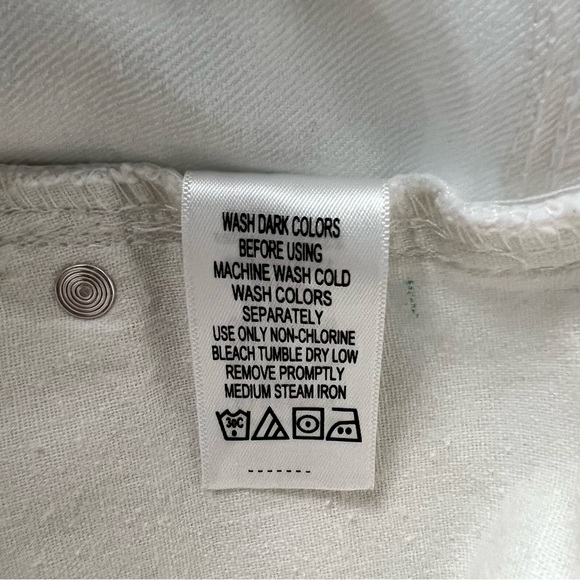 WASH DARK COLORS
BEFORE USING
MACHINE WASH COLD
WASH COLORS
SEPARATELY
USE ONLY NON-CHLORINE
BLEACH TUMBLE DRY LOW
REMOVE PROMPTLY
MEDIUM STEAM IRON
30C